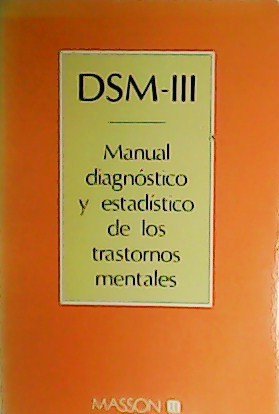 DSM-III
Manual
diagnóstico
y estadístico
de los
trastornos
mentales
MASSON